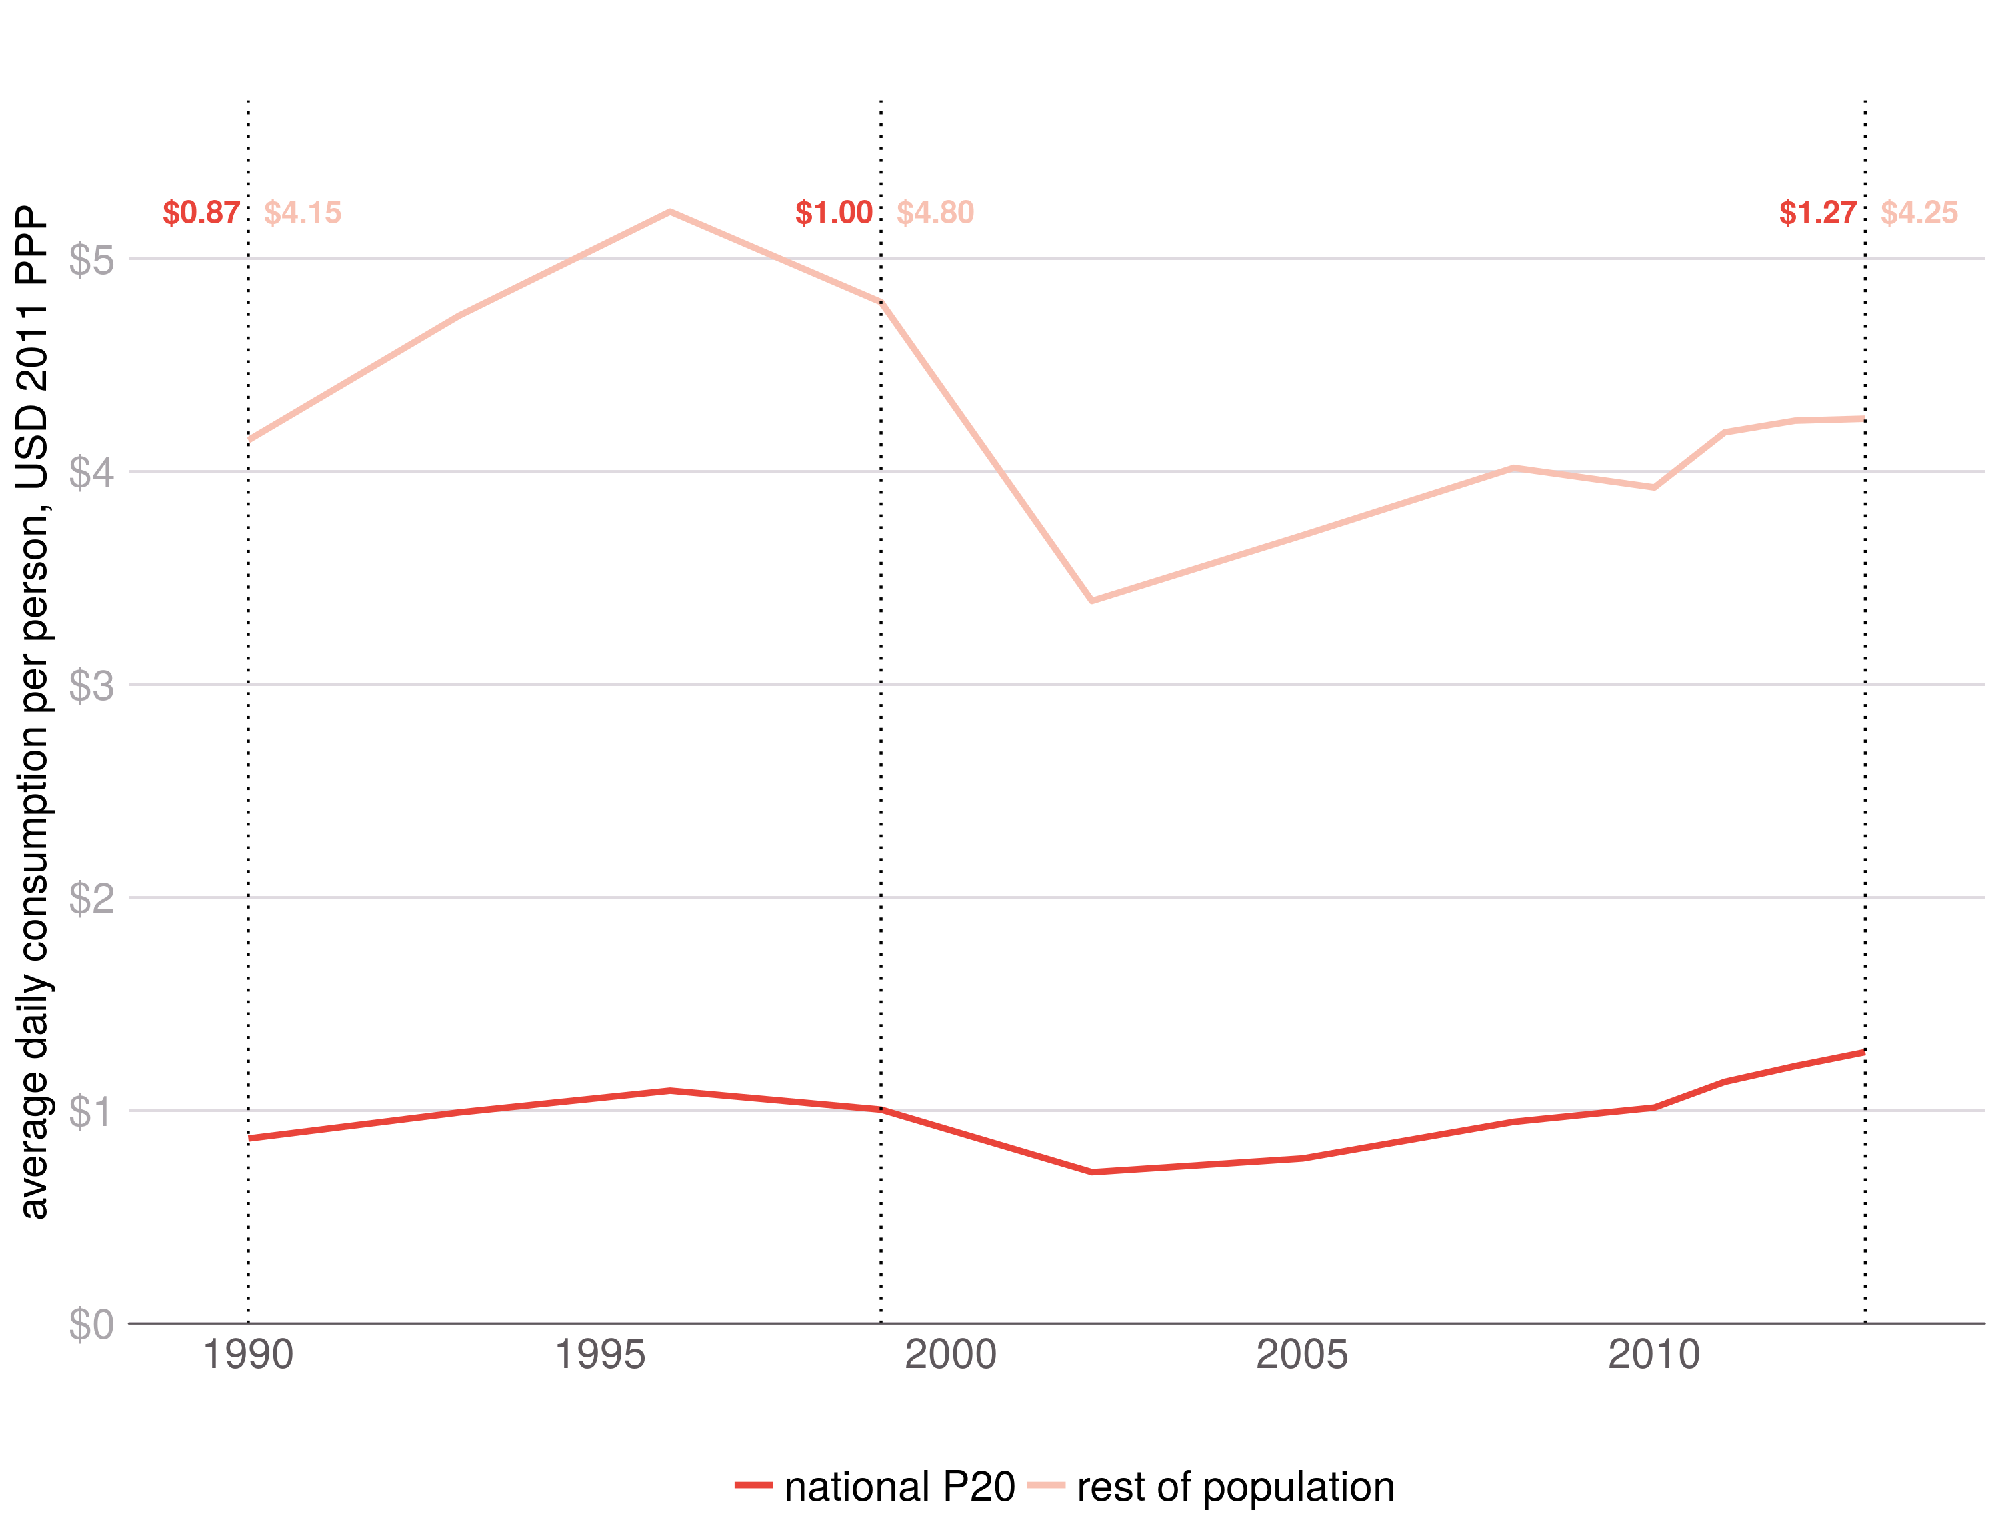 average daily consumption per person, USD 2011 PPP
$0.87 $4.15 $1.00 $4.80 $1.27 $4.25
$5
$4
$3
$2
$1
$0
1990 1995 2000 2005 2010
national P20 rest of population